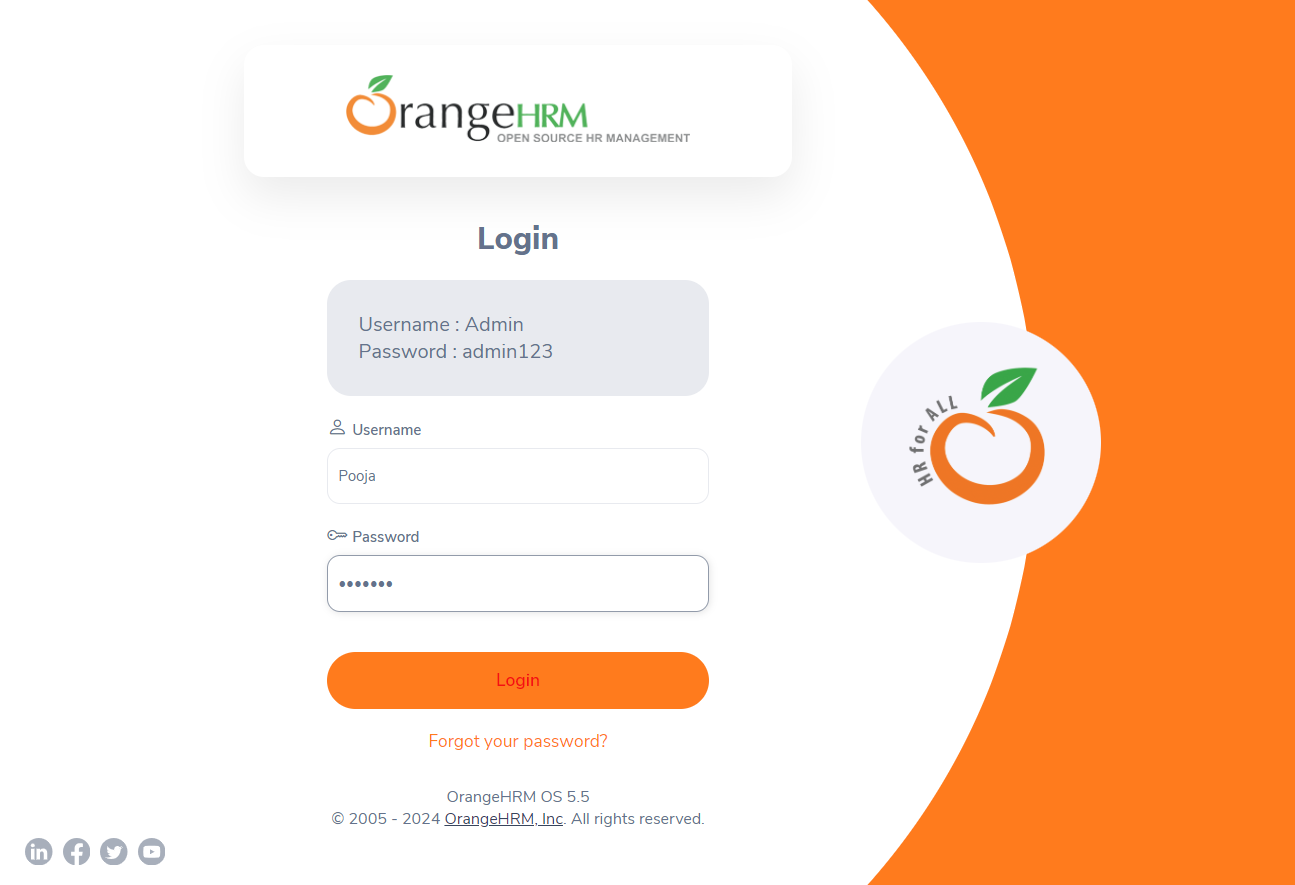 OrangeHRM
OPEN SOURCE HR MANAGEMENT
Login
Username : Admin
Password : admin123
Username
Pooja
Password
•••••••
Login
Forgot your password?
OrangeHRM OS 5.5
© 2005 - 2024 OrangeHRM, Inc. All rights reserved.
HR for ALL